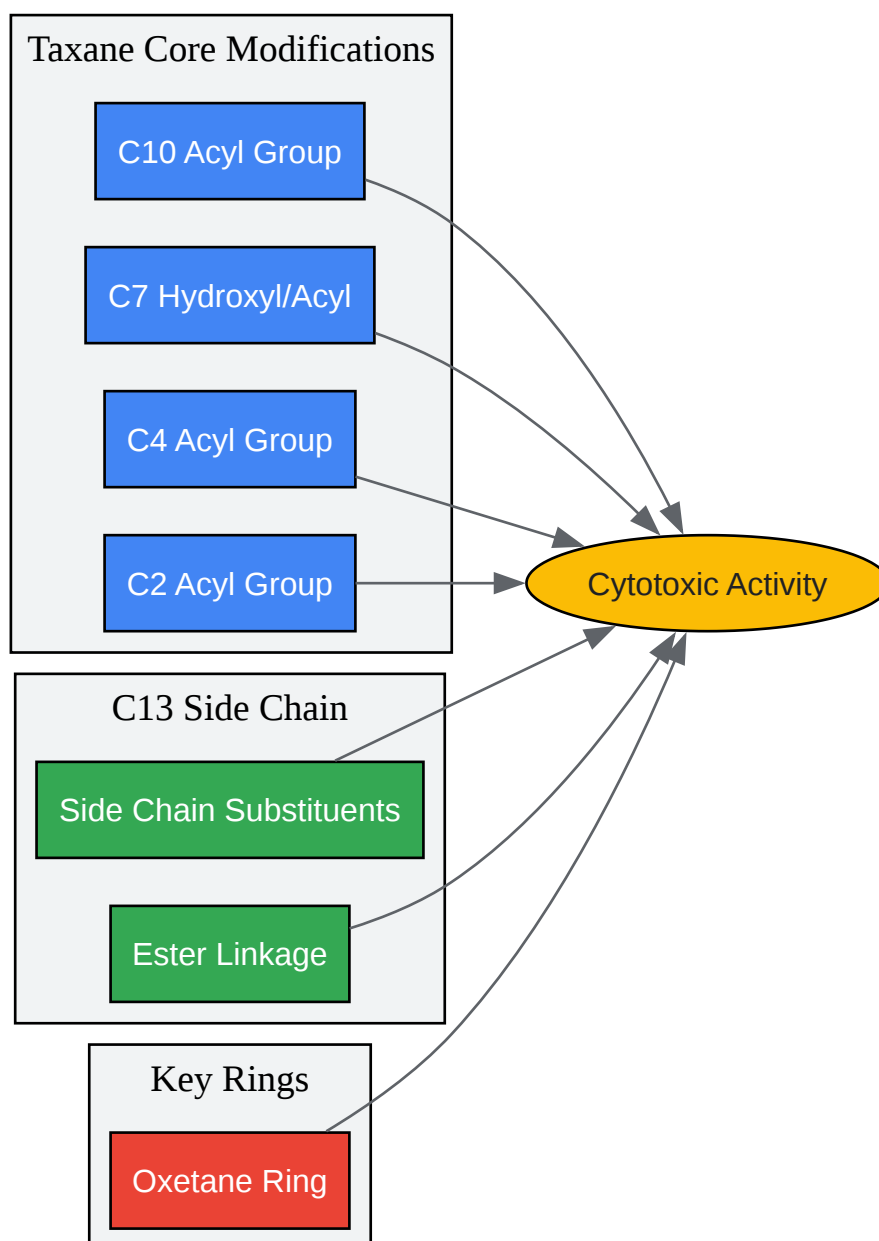 Taxane Core Modifications
C10 Acyl Group
C7 Hydroxyl/Acyl
C4 Acyl Group
C2 Acyl Group
Cytotoxic Activity
C13 Side Chain
Side Chain Substituents
Ester Linkage
Key Rings
Oxetane Ring